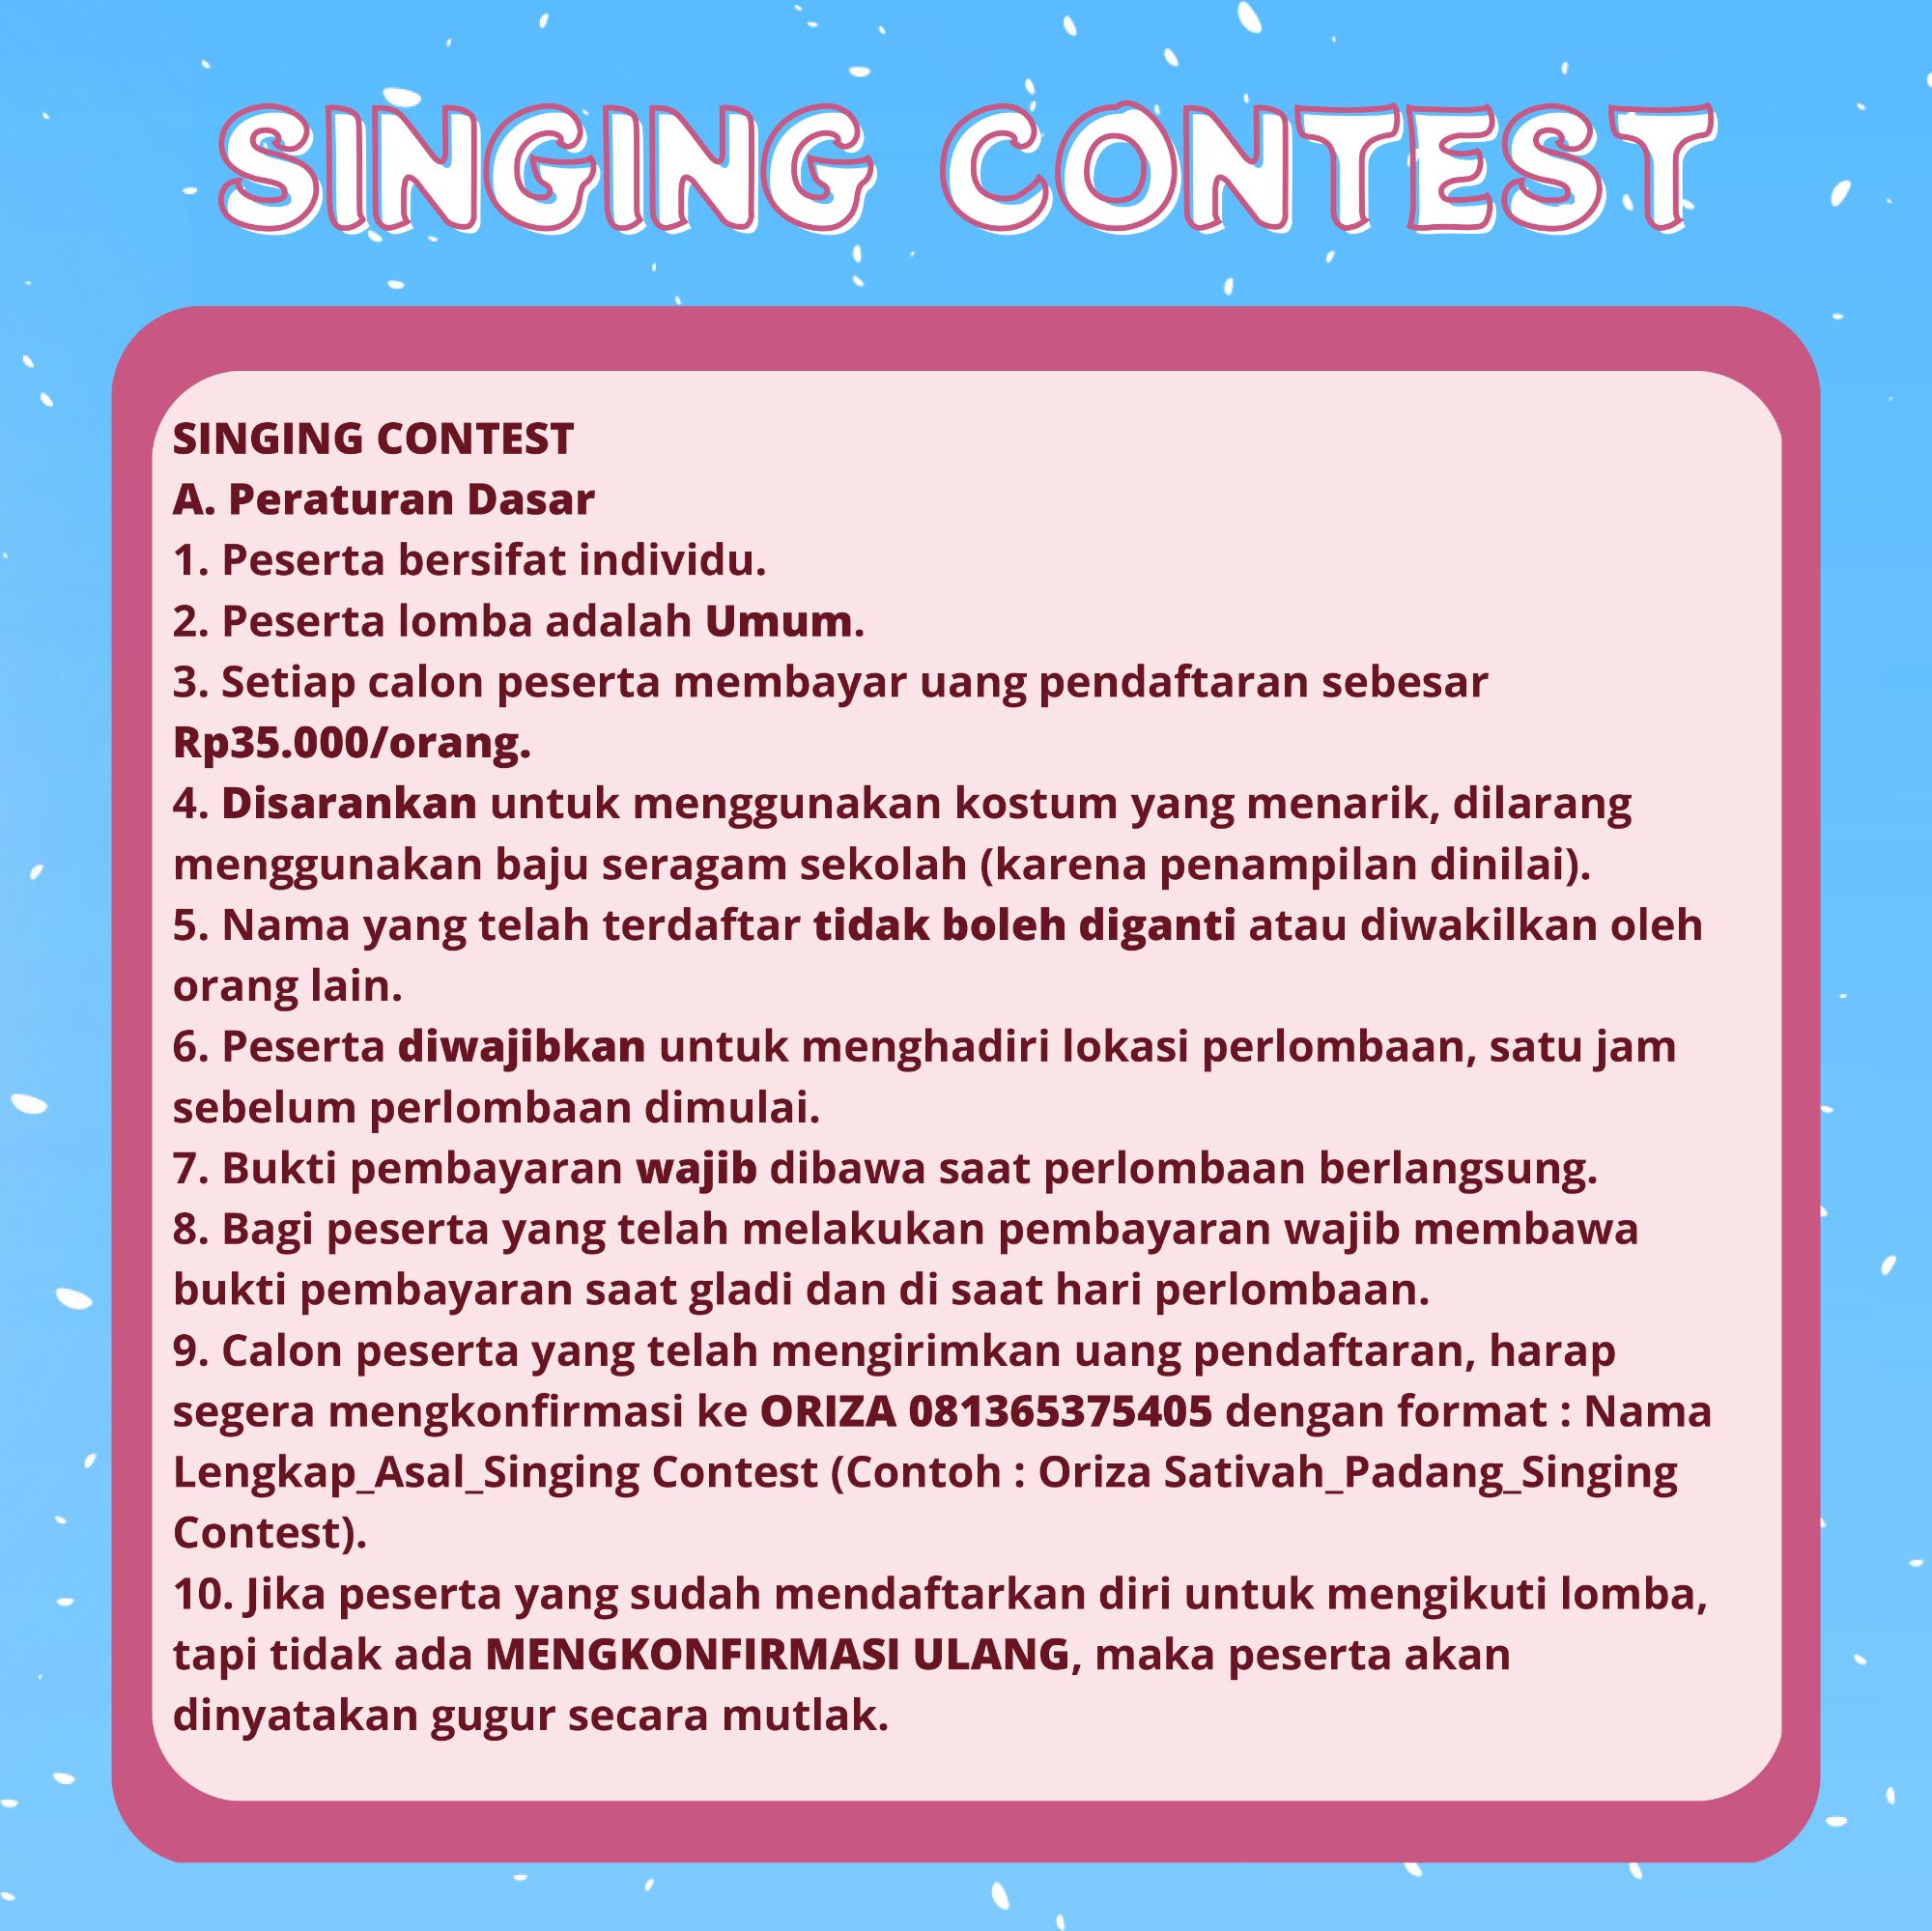 SINGING CONTEST
SINGING CONTEST
A. Peraturan Dasar
1. Peserta bersifat individu.
2. Peserta lomba adalah Umum.
3. Setiap calon peserta membayar uang pendaftaran sebesar
Rp35.000/orang.
4. Disarankan untuk menggunakan kostum yang menarik, dilarang
menggunakan baju seragam sekolah (karena penampilan dinilai).
5. Nama yang telah terdaftar tidak boleh diganti atau diwakilkan oleh
orang lain.
6. Peserta diwajibkan untuk menghadiri lokasi perlombaan, satu jam
sebelum perlombaan dimulai.
7. Bukti pembayaran wajib dibawa saat perlombaan berlangsung.
8. Bagi peserta yang telah melakukan pembayaran wajib membawa
bukti pembayaran saat gladi dan di saat hari perlombaan.
9. Calon peserta yang telah mengirimkan uang pendaftaran, harap
segera mengkonfirmasi ke ORIZA 081365375405 dengan format : Nama
Lengkap_Asal_Singing Contest (Contoh : Oriza Sativah_Padang_Singing
Contest).
10. Jika peserta yang sudah mendaftarkan diri untuk mengikuti lomba,
tapi tidak ada MENGKONFIRMASI ULANG, maka peserta akan
dinyatakan gugur secara mutlak.